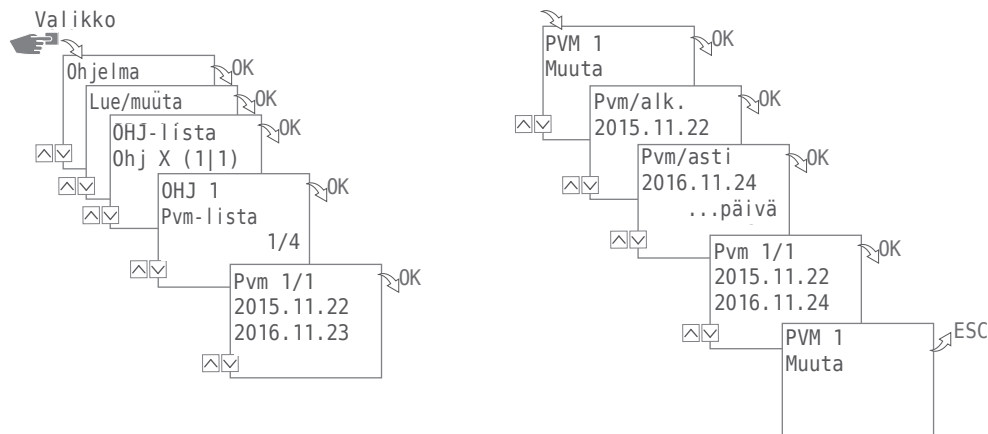 Valikko
Ohjelma
OK
Lue/muüta
OK
OHJ-lísta
Ohj X (1|1)
OK
OHJ 1
Pvm-lista
1/4
OK
Pvm 1/1
2015.11.22
2016.11.23
OK
PVM 1
Muuta
OK
Pvm/alk.
2015.11.22
OK
Pvm/asti
2016.11.24
...päivä
OK
Pvm 1/1
2015.11.22
2016.11.24
OK
PVM 1
Muuta
ESC